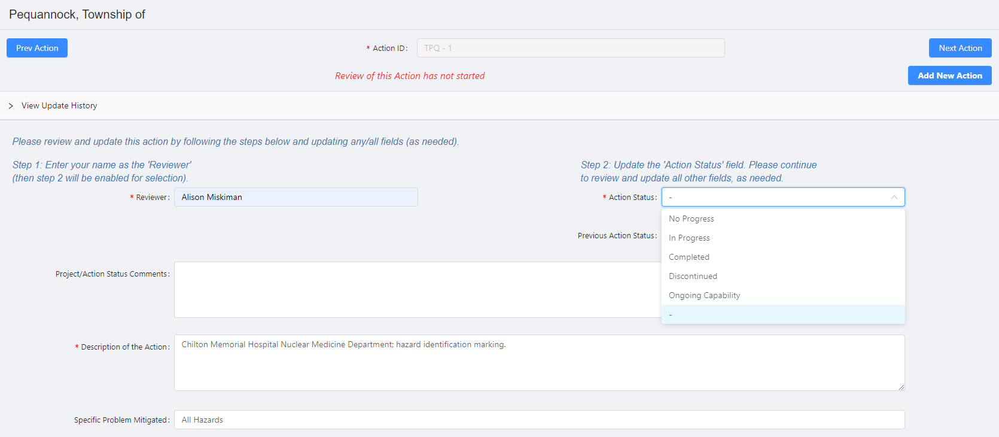 Pequannock, Township of
Prev Action
* Action ID:
TPQ - 1
Next Action
Review of this Action has not started
Add New Action
View Update History
Please review and update this action by following the steps below and updating any/all fields (as needed).
Step 1: Enter your name as the 'Reviewer'
(then step 2 will be enabled for selection).
Step 2: Update the 'Action Status' field. Please continue
to review and update all other fields, as needed.
* Reviewer:
Alison Miskiman
* Action Status:
-
No Progress
Previous Action Status:
In Progress
Completed
Discontinued
Ongoing Capability
-
Project/Action Status Comments:
* Description of the Action:
Chilton Memorial Hospital Nuclear Medicine Department; hazard identification marking.
Specific Problem Mitigated:
All Hazards